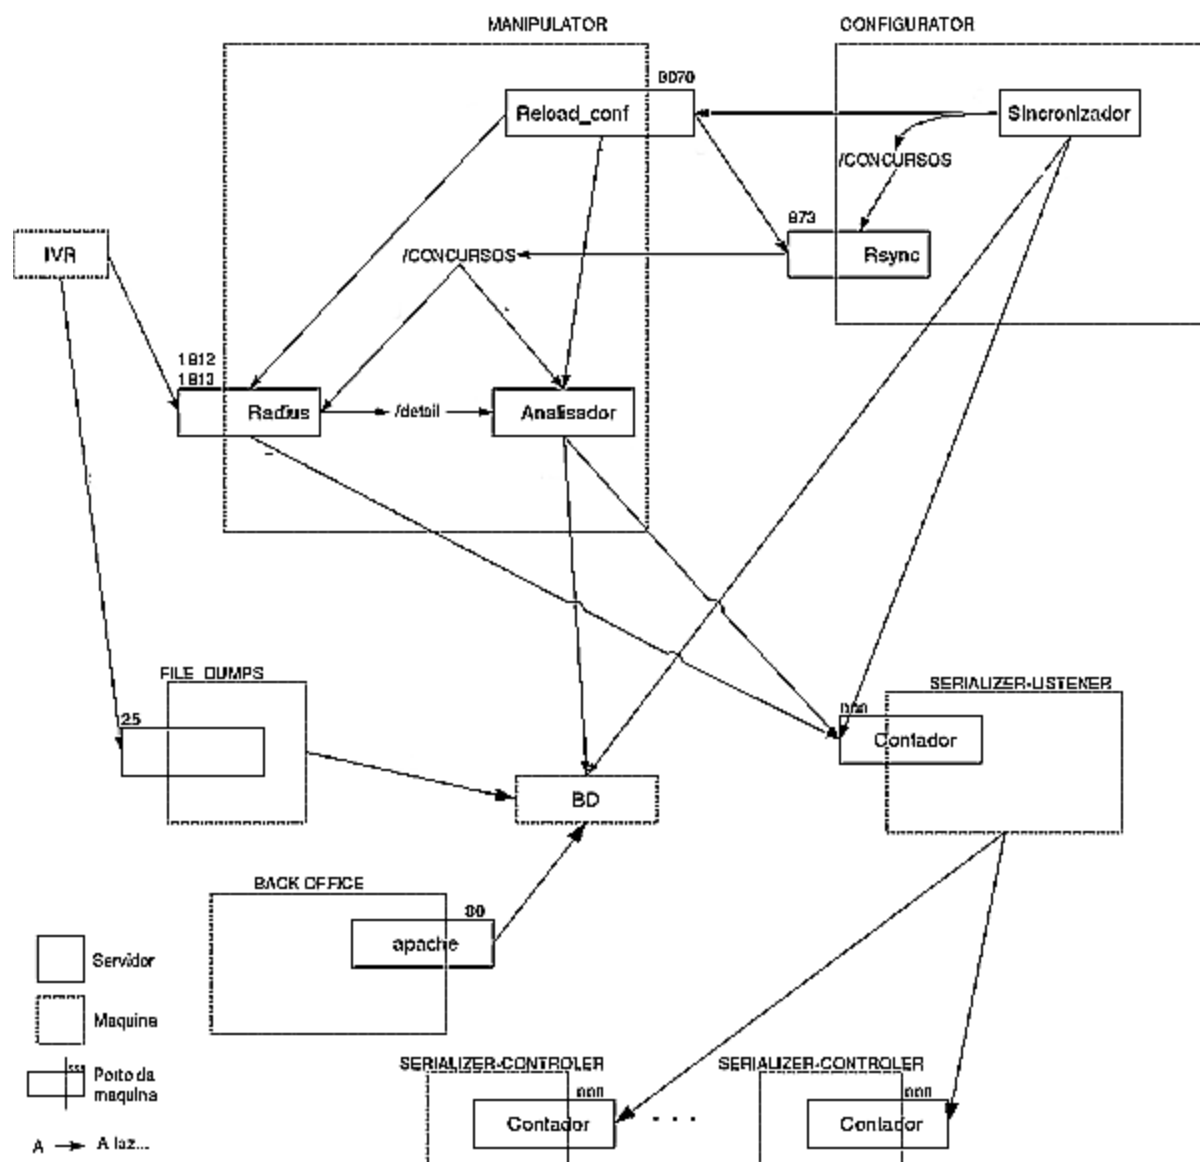 MANIPULATOR
CONFIGURATOR
Reload_conf
Sincronizador
/CONCURSOS
873
Rsync
IVR
/CONCURSOS
1812
1813
Radius
/detail
Analisador
FILE_DUMPS
25
SERIALIZER-LISTENER
Contador
BD
BACK OFFICE
80
apache
Servidor
Maquina
Porto da
maquina
A
A faz...
SERIALIZER-CONTROLER
SERIALIZER-CONTROLER
Contador
. . .
Contador